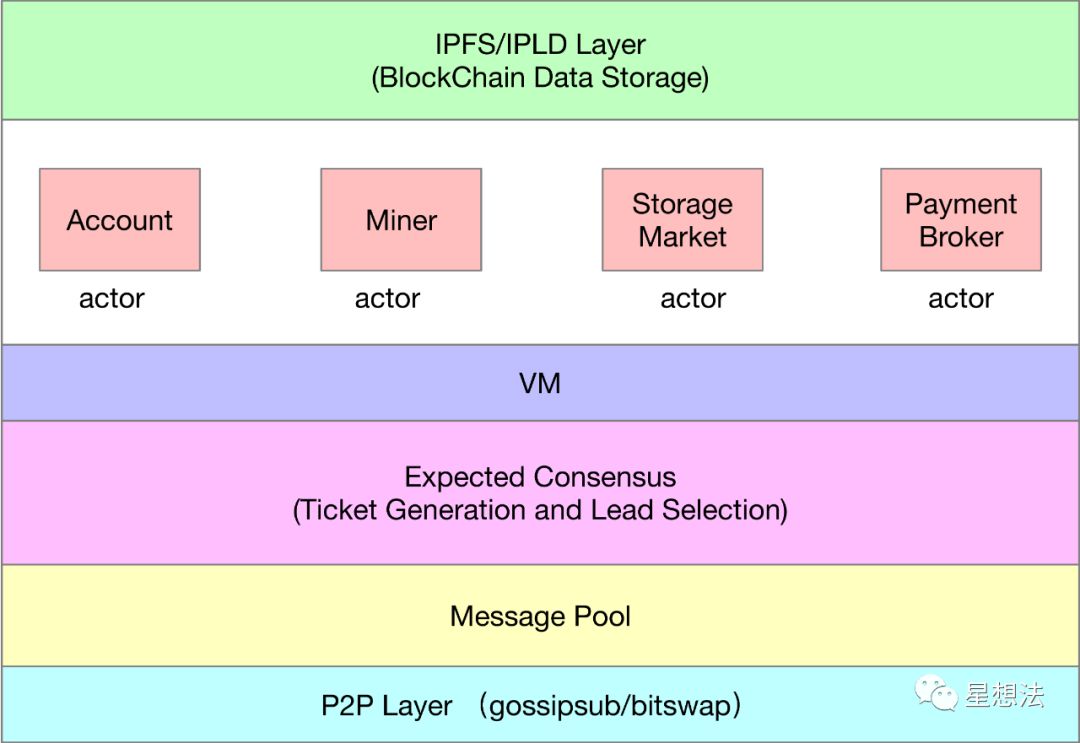 IPFS/IPLD Layer
(BlockChain Data Storage)
Account
Miner
Storage
Market
Payment
Broker
actor
actor
actor
actor
VM
Expected Consensus
(Ticket Generation and Lead Selection)
Message Pool
P2P Layer （gossipsub/bitswap）
星想法